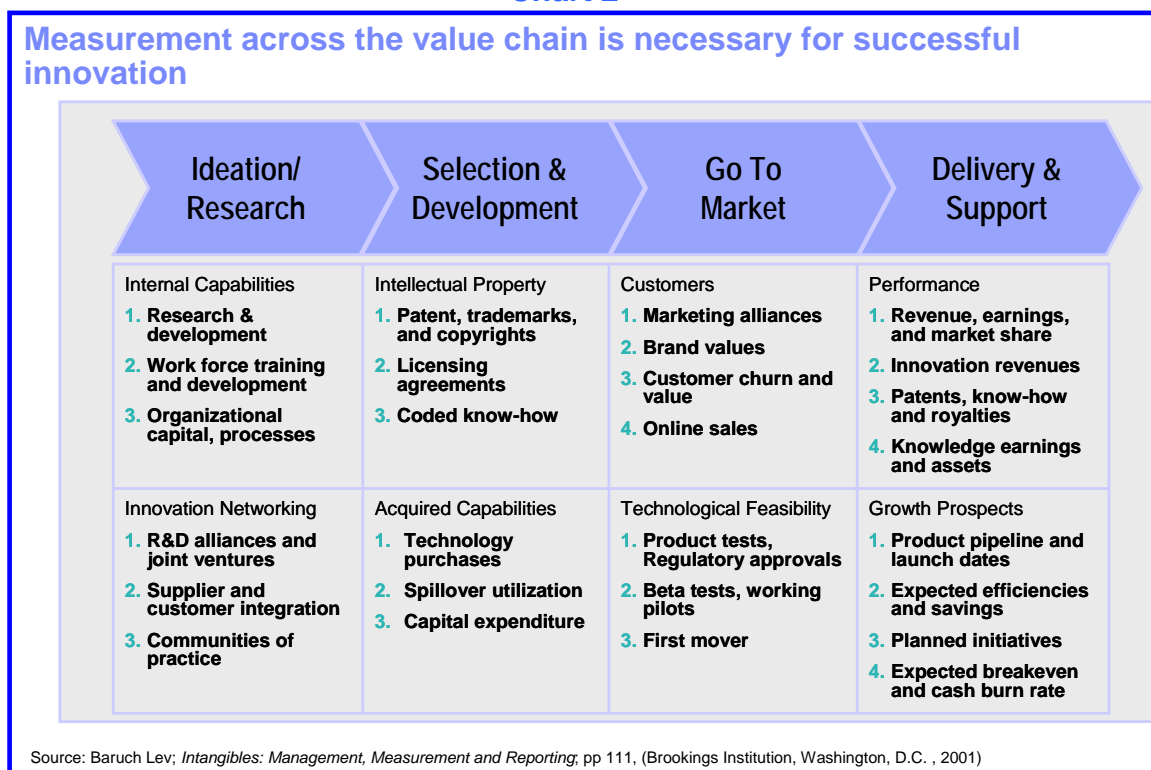 Measurement across the value chain is necessary for successful
innovation
Ideation/
Research
Selection &
Development
Go To
Market
Delivery &
Support
Internal Capabilities
1. Research &
development
2. Work force training
and development
3. Organizational
capital, processes
Intellectual Property
1. Patent, trademarks,
and copyrights
2. Licensing
agreements
3. Coded know-how
Customers
1. Marketing alliances
2. Brand values
3. Customer churn and
value
4. Online sales
Performance
1. Revenue, earnings,
and market share
2. Innovation revenues
3. Patents, know-how
and royalties
4. Knowledge earnings
and assets
Innovation Networking
1. R&D alliances and
joint ventures
2. Supplier and
customer integration
3. Communities of
practice
Acquired Capabilities
1. Technology
purchases
2. Spillover utilization
3. Capital expenditure
Technological Feasibility
1. Product tests,
Regulatory approvals
2. Beta tests, working
pilots
3. First mover
Growth Prospects
1. Product pipeline and
launch dates
2. Expected efficiencies
and savings
3. Planned initiatives
4. Expected breakeven
and cash burn rate
Source: Baruch Lev; Intangibles: Management, Measurement and Reporting; pp 111, (Brookings Institution, Washington, D.C. , 2001)